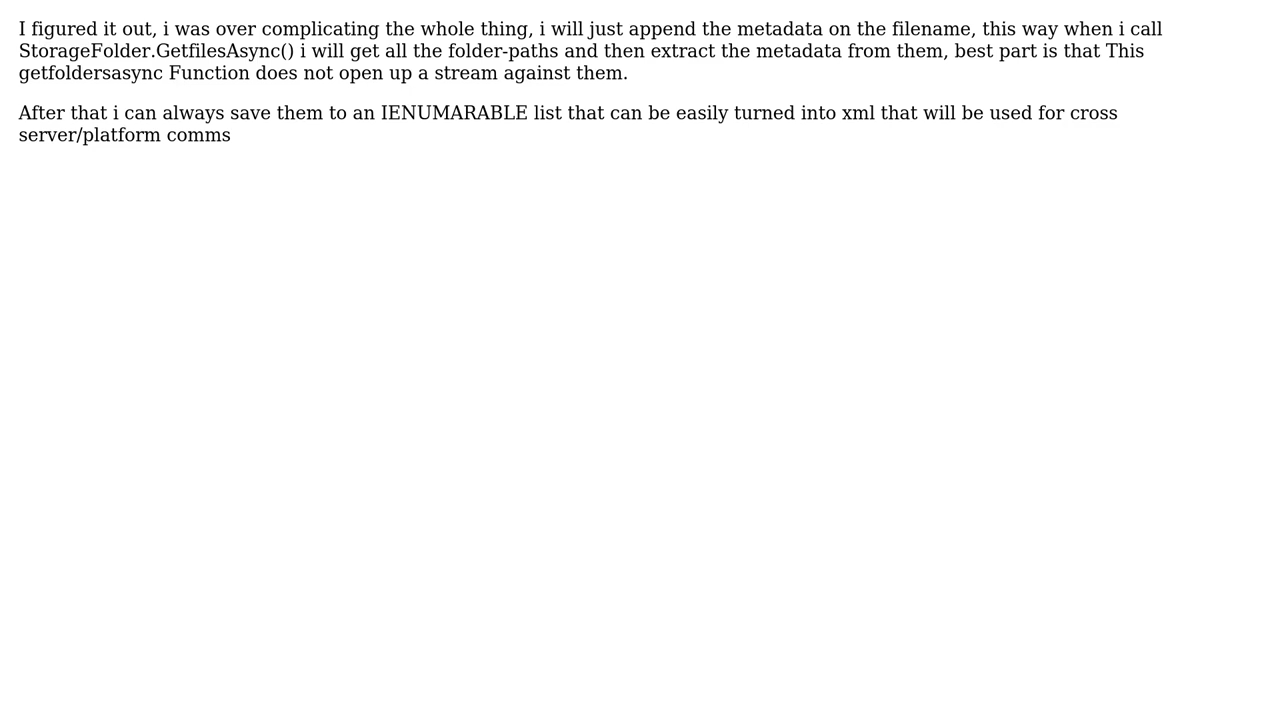 I figured it out, i was over complicating the whole thing, i will just append the metadata on the filename, this way when i call
StorageFolder.GetfilesAsync() i will get all the folder-paths and then extract the metadata from them, best part is that This
getfoldersasync Function does not open up a stream against them.
After that i can always save them to an IENUMARABLE list that can be easily turned into xml that will be used for cross
server/platform comms